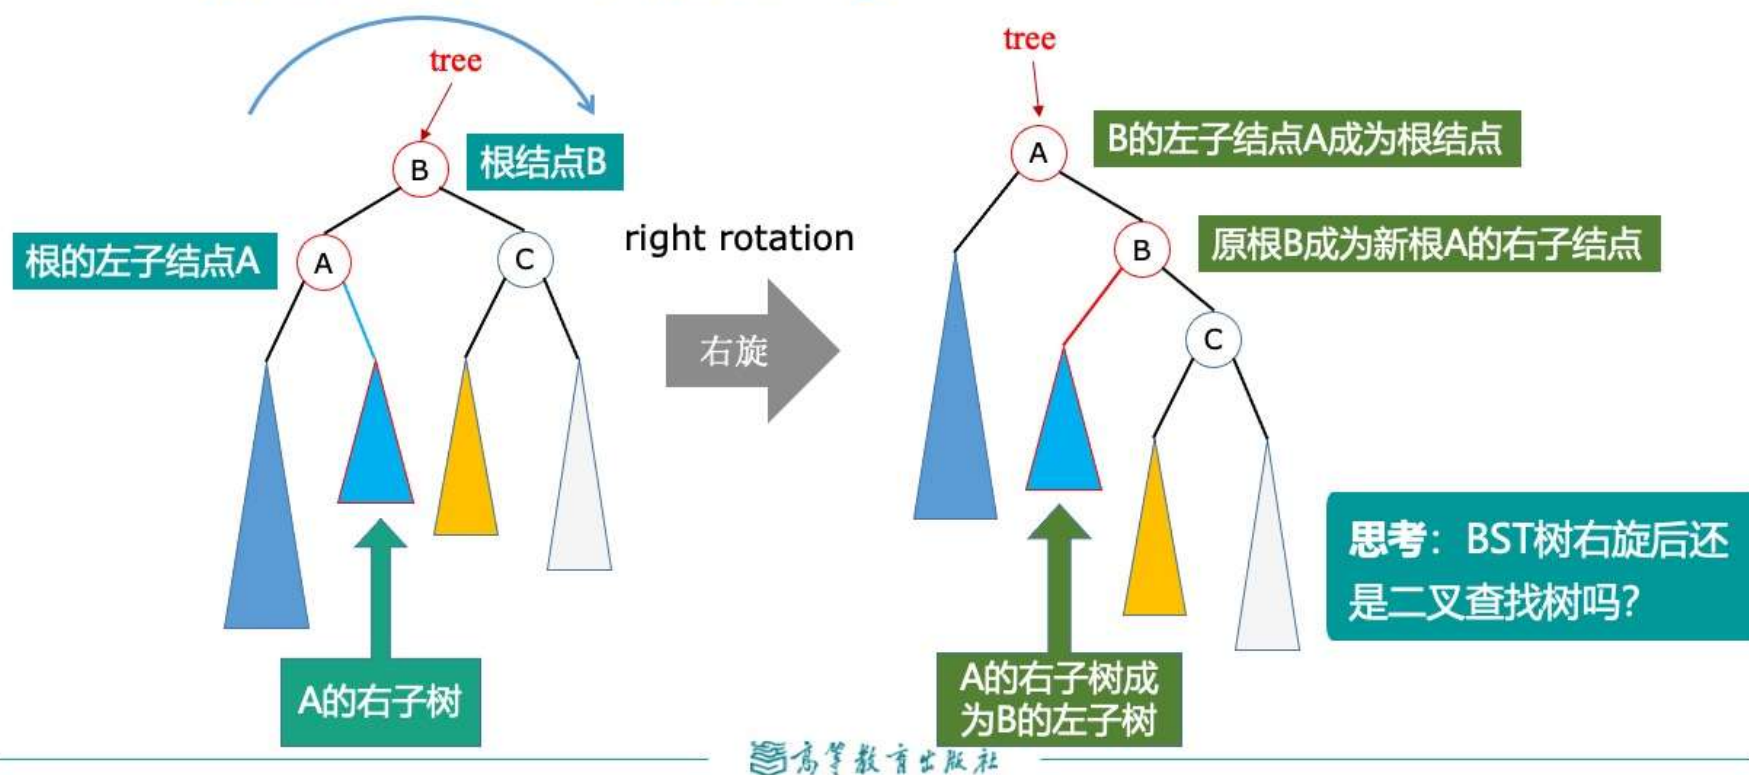 tree
B
根结点B
根的左子结点A
A
C
A的右子树
right rotation
右旋
tree
A
B的左子结点A成为根结点
B
原根B成为新根A的右子结点
C
A的右子树成
为B的左子树
思考：BST树右旋后还
是二叉查找树吗？
高等教育出版社